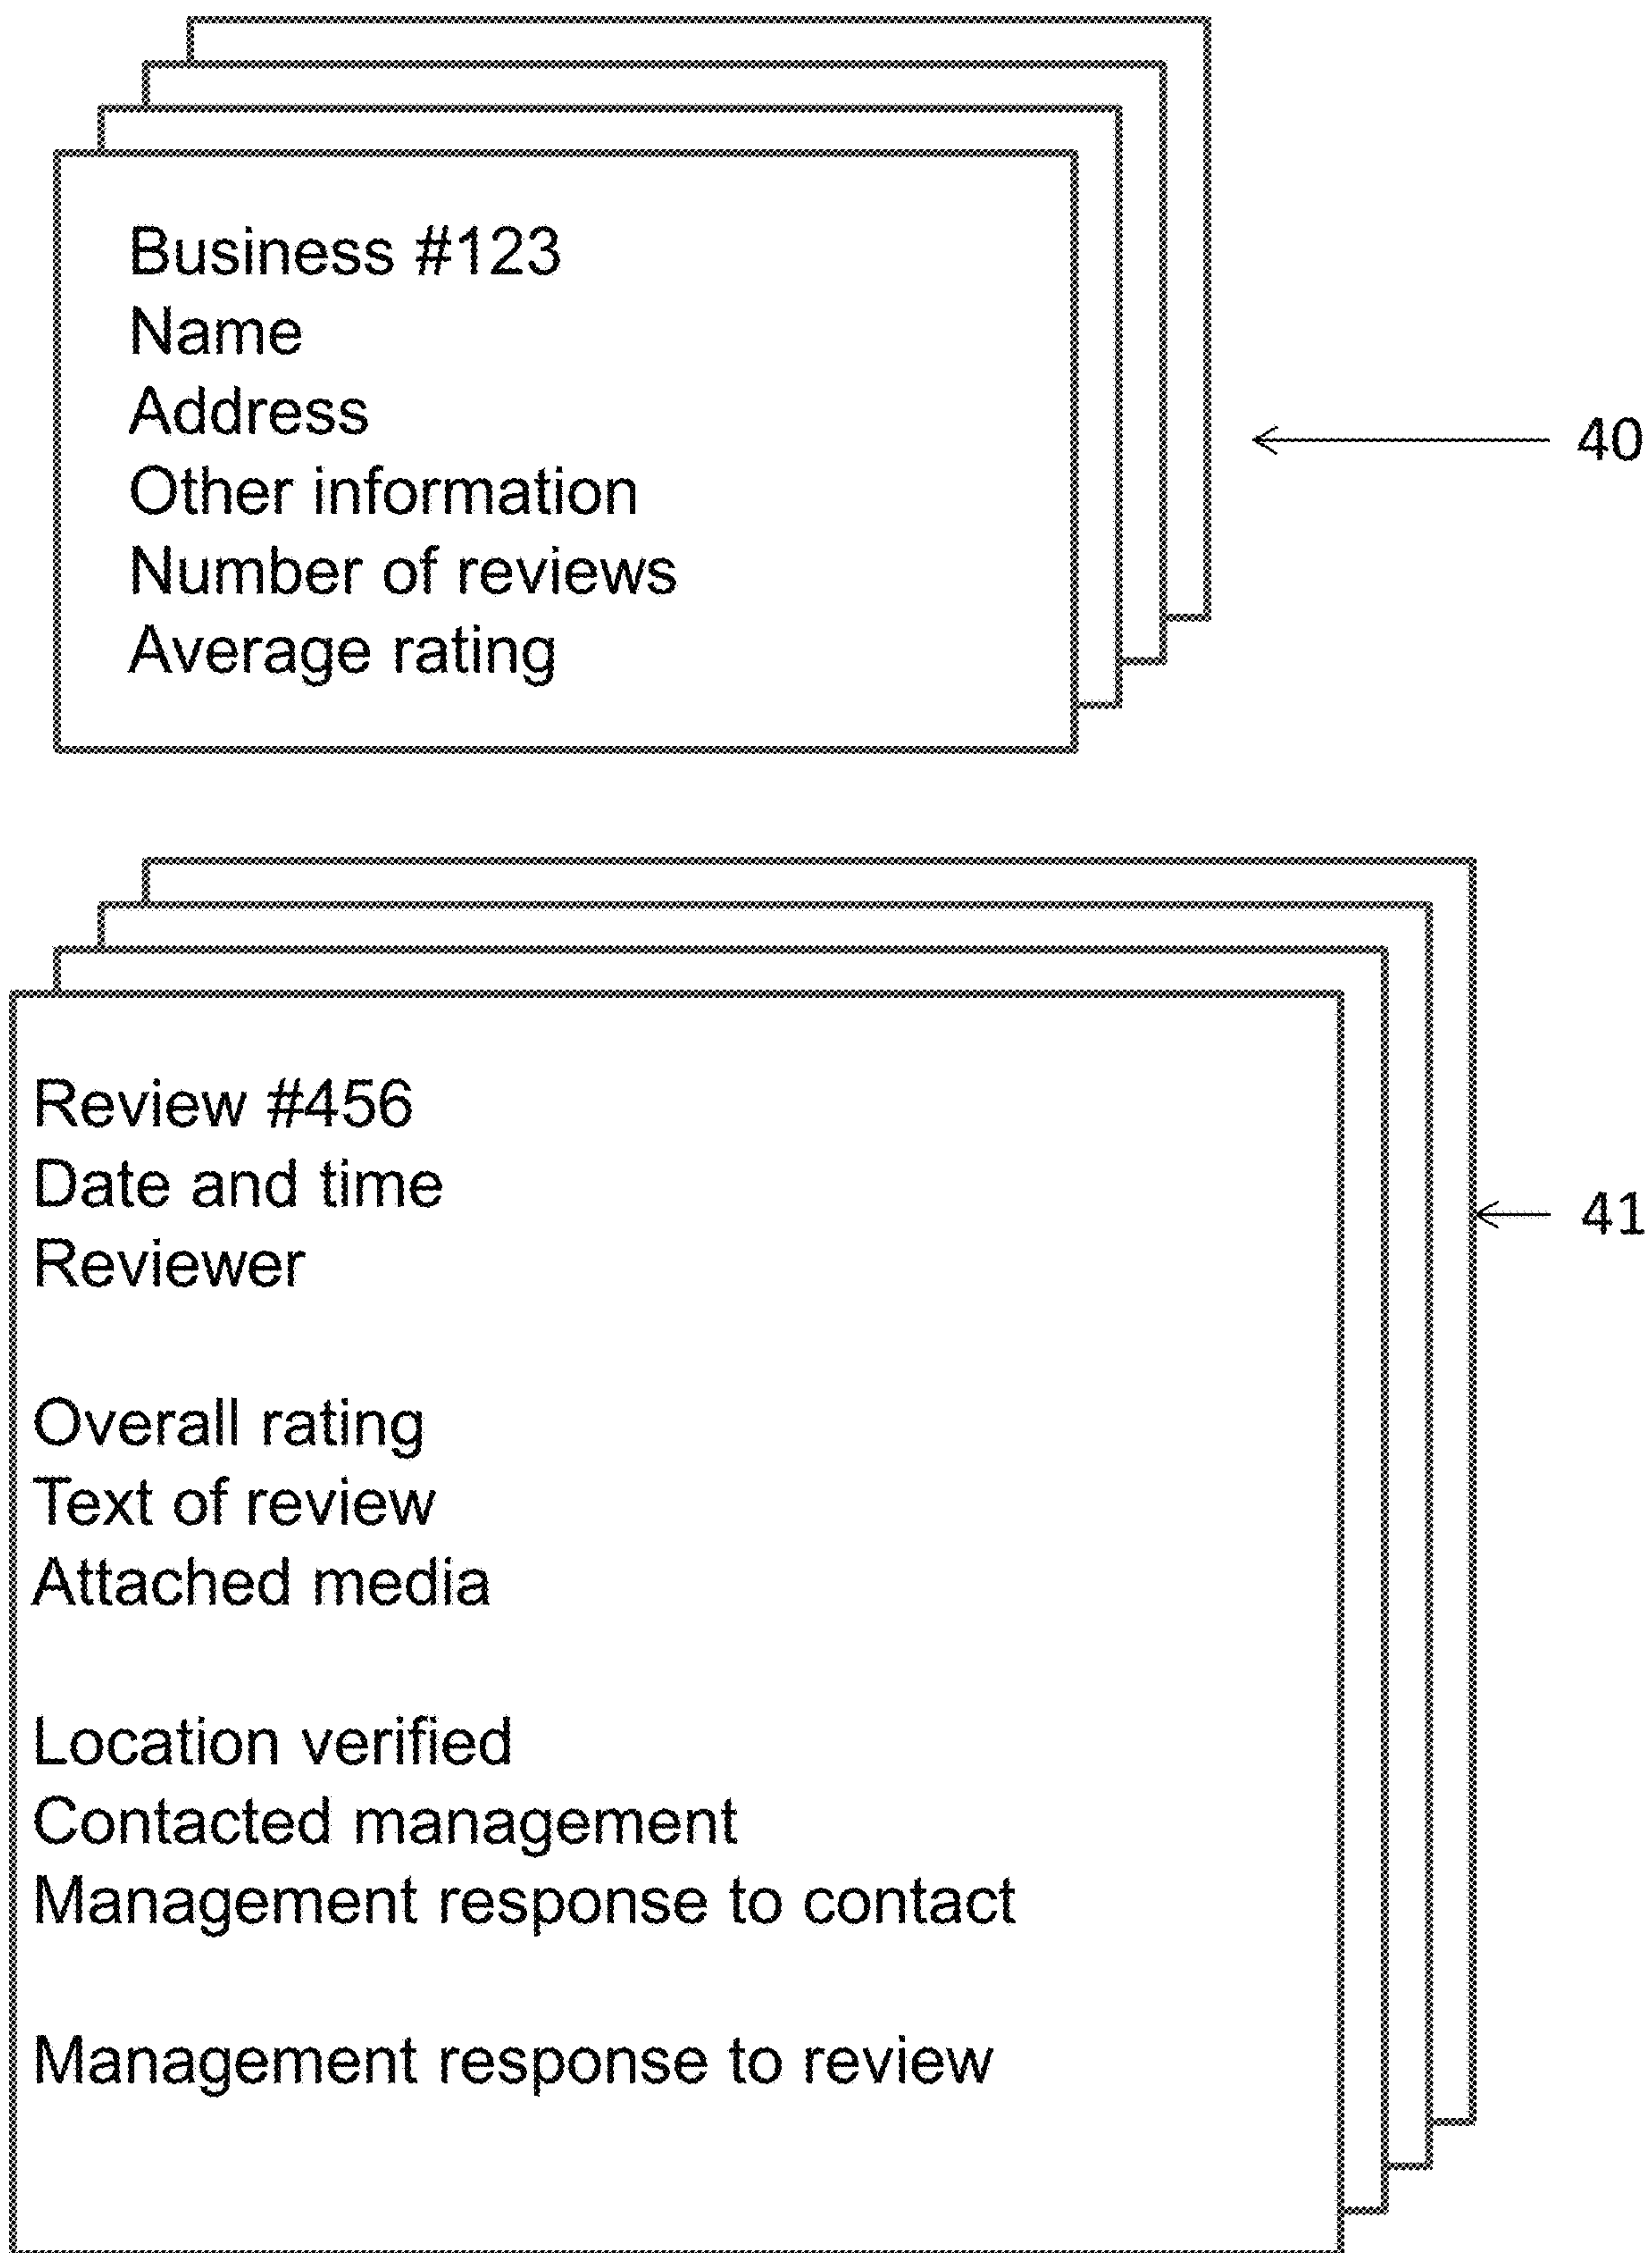 Business #123
Name
Address
Other information
Number of reviews
Average rating
40
Review #456
Date and time
Reviewer
41
Overall rating
Text of review
Attached media
Location verified
Contacted management
Management response to contact
Management response to review